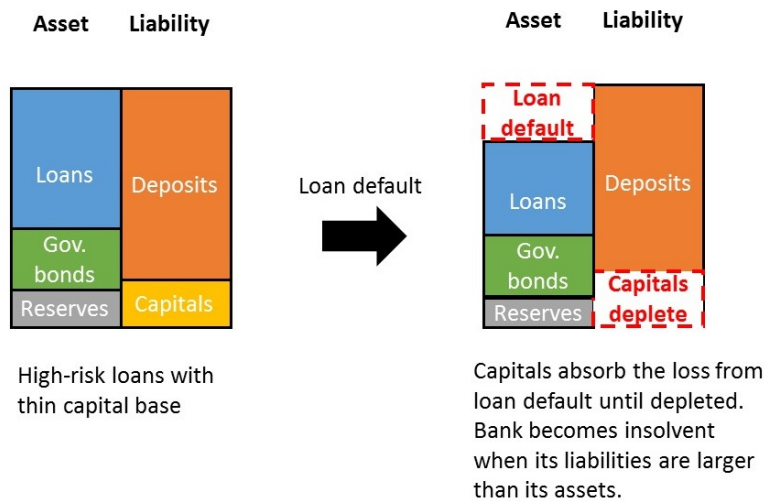 Asset Liability
Loans
Deposits
Gov.
bonds
Reserves
Capitals
High-risk loans with
thin capital base
Loan default
Asset Liability
Loan
default
Loans
Deposits
Gov.
bonds
Reserves
Capitals
deplete
Capitals absorb the loss from
loan default until depleted.
Bank becomes insolvent
when its liabilities are larger
than its assets.